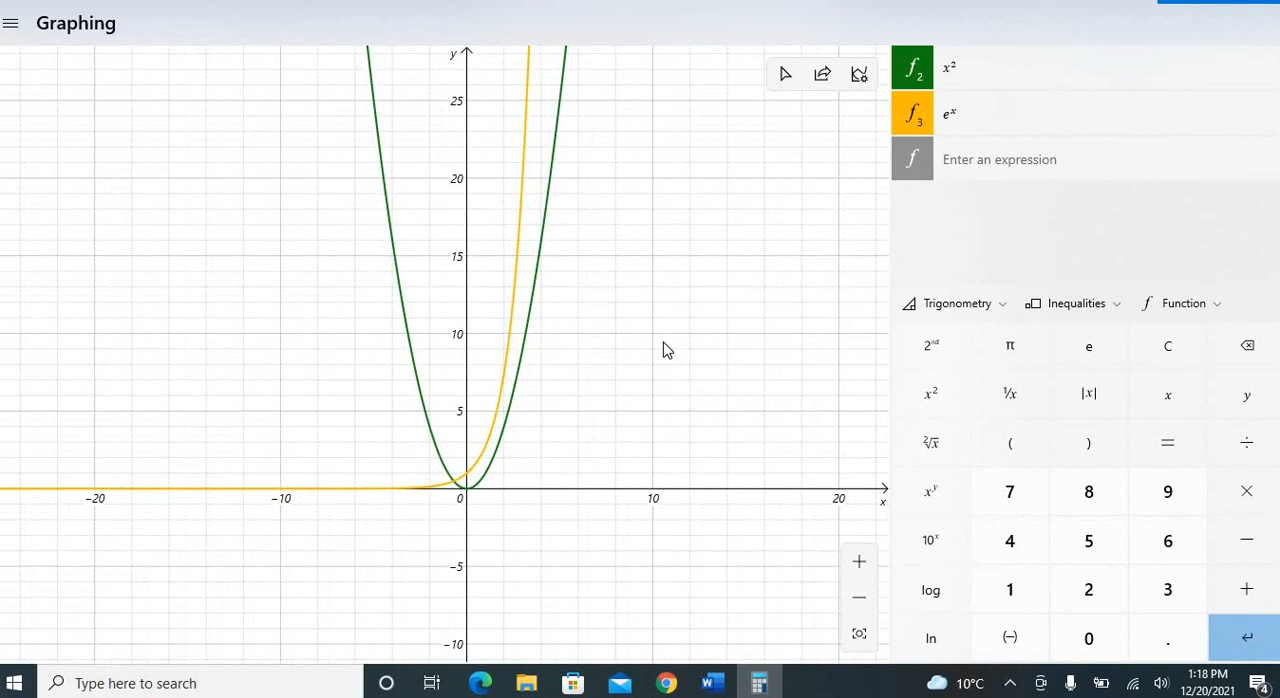 Graphing
y
25
20
15
10
5
−20
−10
0
10
20
x
−5
−10
f₂ x²
f₃ eˣ
f Enter an expression
Trigonometry Inequalities f Function
2ⁿᵈ π e C
x² ⅟x |x| x y
²√x ( ) = ÷
xʸ 7 8 9 ×
10ˣ 4 5 6 −
log 1 2 3 +
ln (−) 0 .
Type here to search
10°C
1:18 PM
12/20/2021